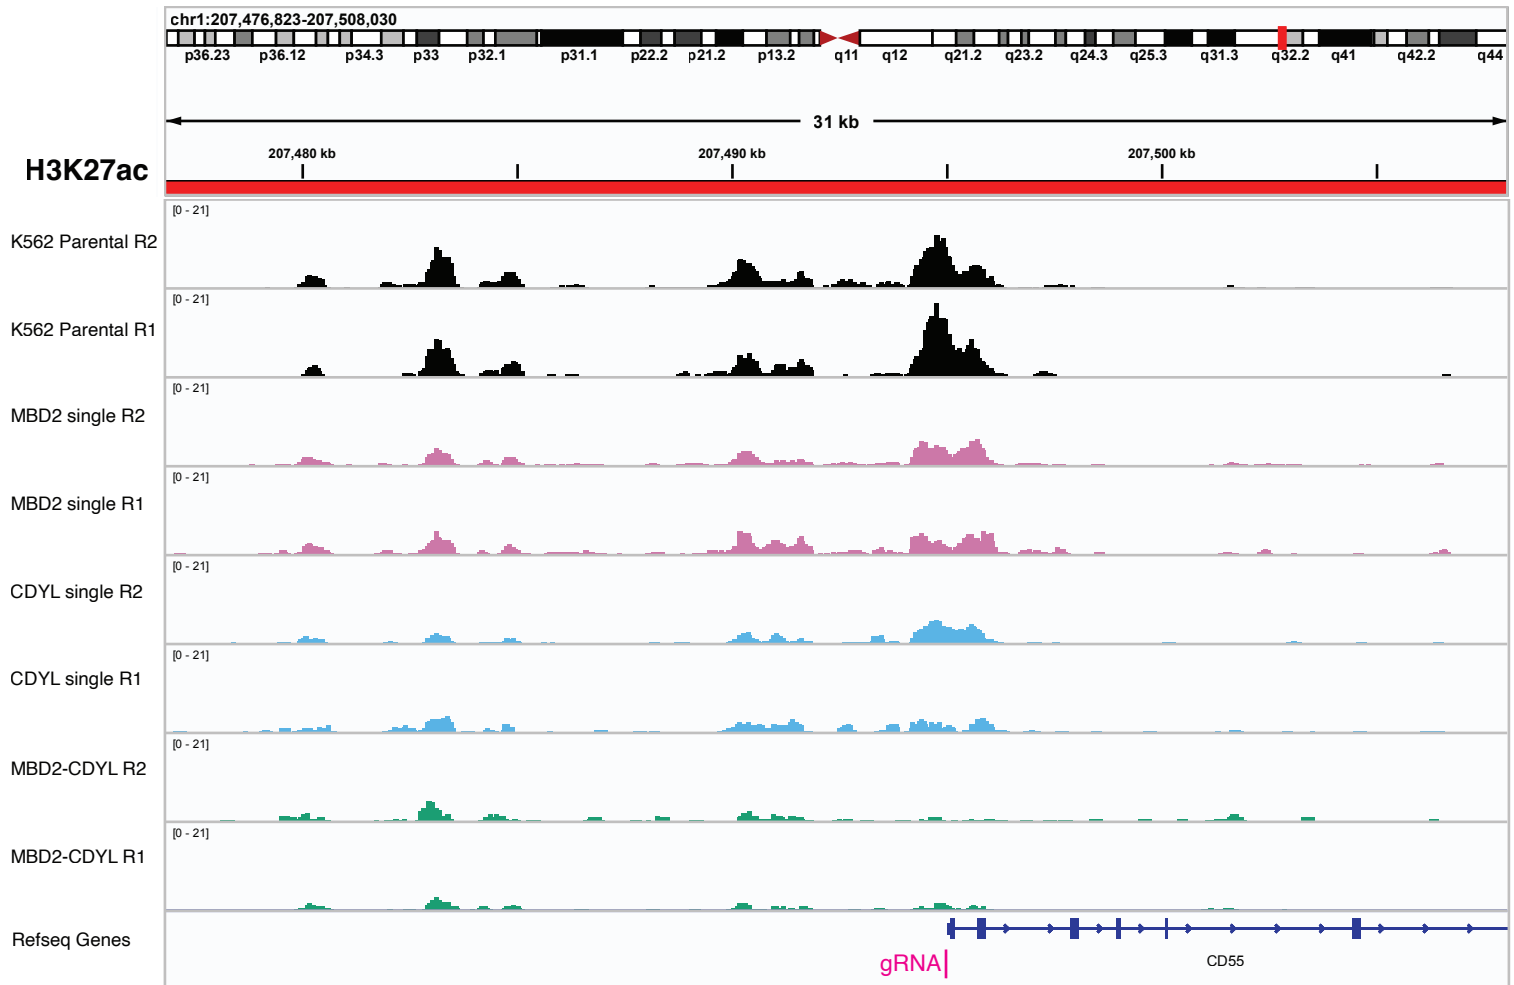 chr1:207,476,823-207,508,030
p36.23 p36.12 p34.3 p33 p32.1 p31.1 p22.2 p21.2 p13.2 q11 q12 q21.2 q23.2 q24.3 q25.3 q31.3 q32.2 q41 q42.2 q44
31 kb
207,480 kb 207,490 kb 207,500 kb
H3K27ac
[0 - 21]
K562 Parental R2
[0 - 21]
K562 Parental R1
[0 - 21]
MBD2 single R2
[0 - 21]
MBD2 single R1
[0 - 21]
CDYL single R2
[0 - 21]
CDYL single R1
[0 - 21]
MBD2-CDYL R2
[0 - 21]
MBD2-CDYL R1
Refseq Genes
gRNA CD55